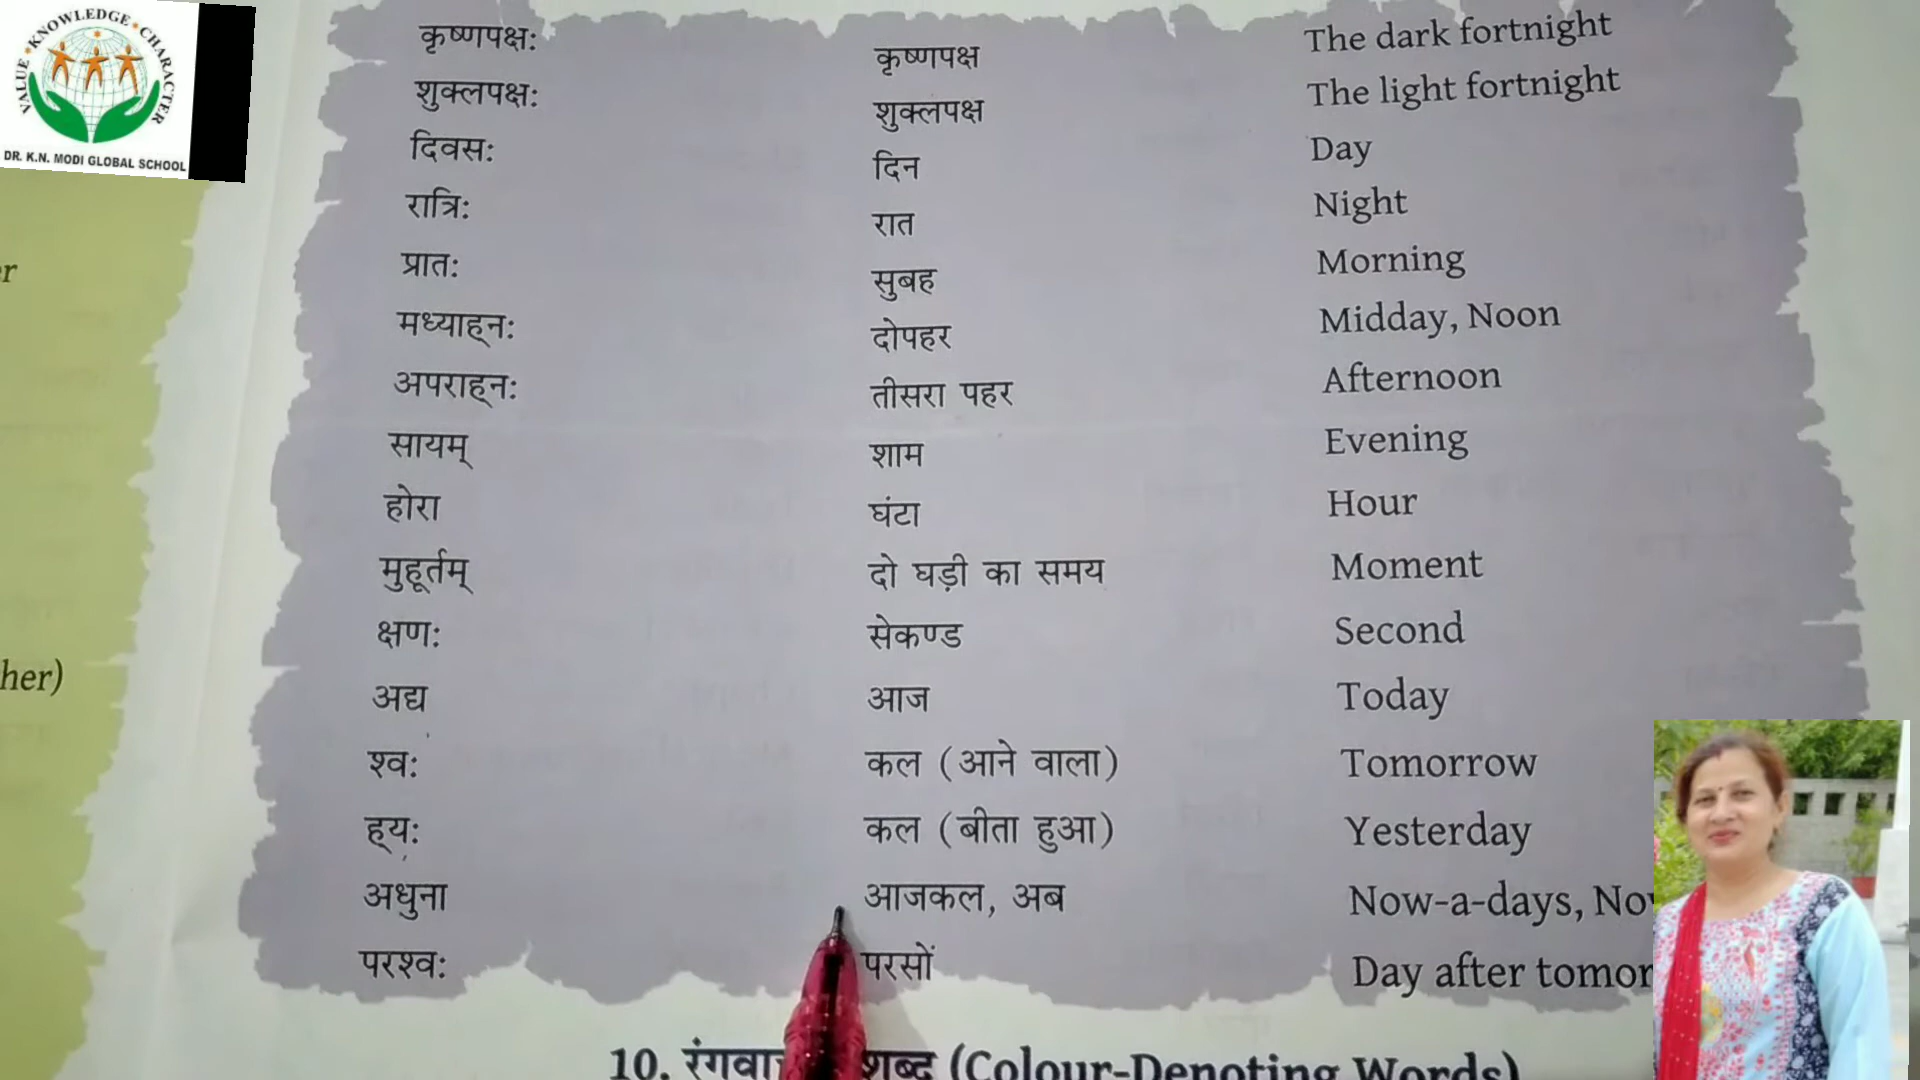 VALUE • KNOWLEDGE • CHARACTER
DR. K.N. MODI GLOBAL SCHOOL
कृष्णपक्षः कृष्णपक्ष The dark fortnight
शुक्लपक्षः शुक्लपक्ष The light fortnight
दिवसः दिन Day
रात्रिः रात Night
प्रातः सुबह Morning
मध्याह्नः दोपहर Midday, Noon
अपराह्नः तीसरा पहर Afternoon
सायम् शाम Evening
होरा घंटा Hour
मुहूर्तम् दो घड़ी का समय Moment
क्षणः सेकण्ड Second
अद्य आज Today
श्वः कल (आने वाला) Tomorrow
ह्यः कल (बीता हुआ) Yesterday
अधुना आजकल, अब Now-a-days,
परश्वः परसों Day after
her)
10. शब्द (Colour-Denoting Words)